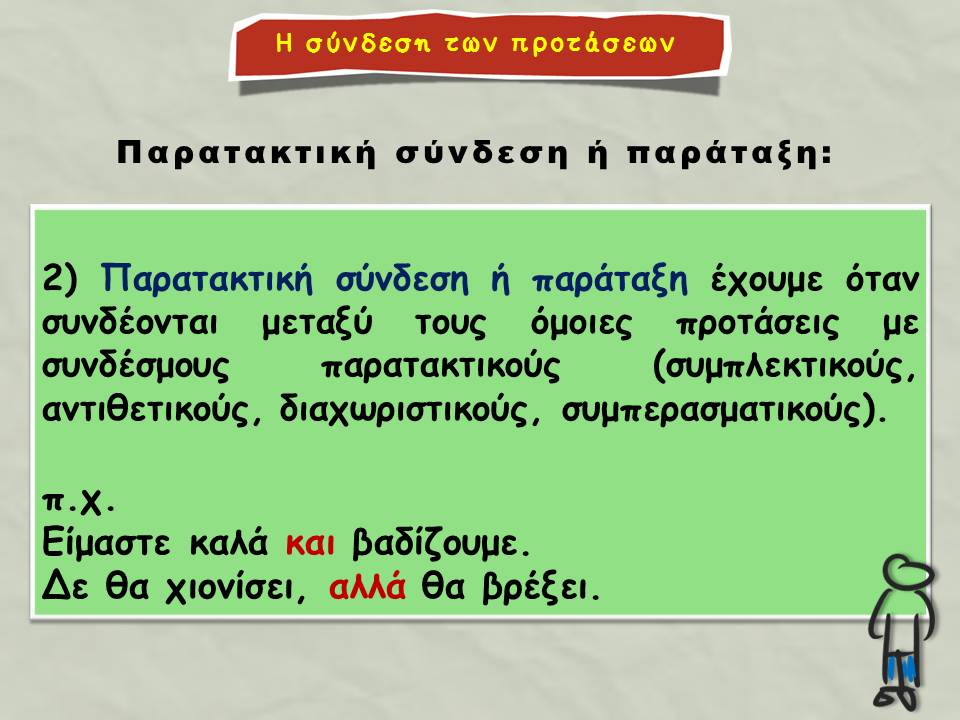 Η σύνδεση των προτάσεων
Παρατακτική σύνδεση ή παράταξη:
2) Παρατακτική σύνδεση ή παράταξη έχουμε όταν
συνδέονται μεταξύ τους όμοιες προτάσεις με
συνδέσμους παρατακτικούς (συμπλεκτικούς,
αντιθετικούς, διαχωριστικούς, συμπερασματικούς).
π.χ.
Είμαστε καλά και βαδίζουμε.
Δε θα χιονίσει, αλλά θα βρέξει.